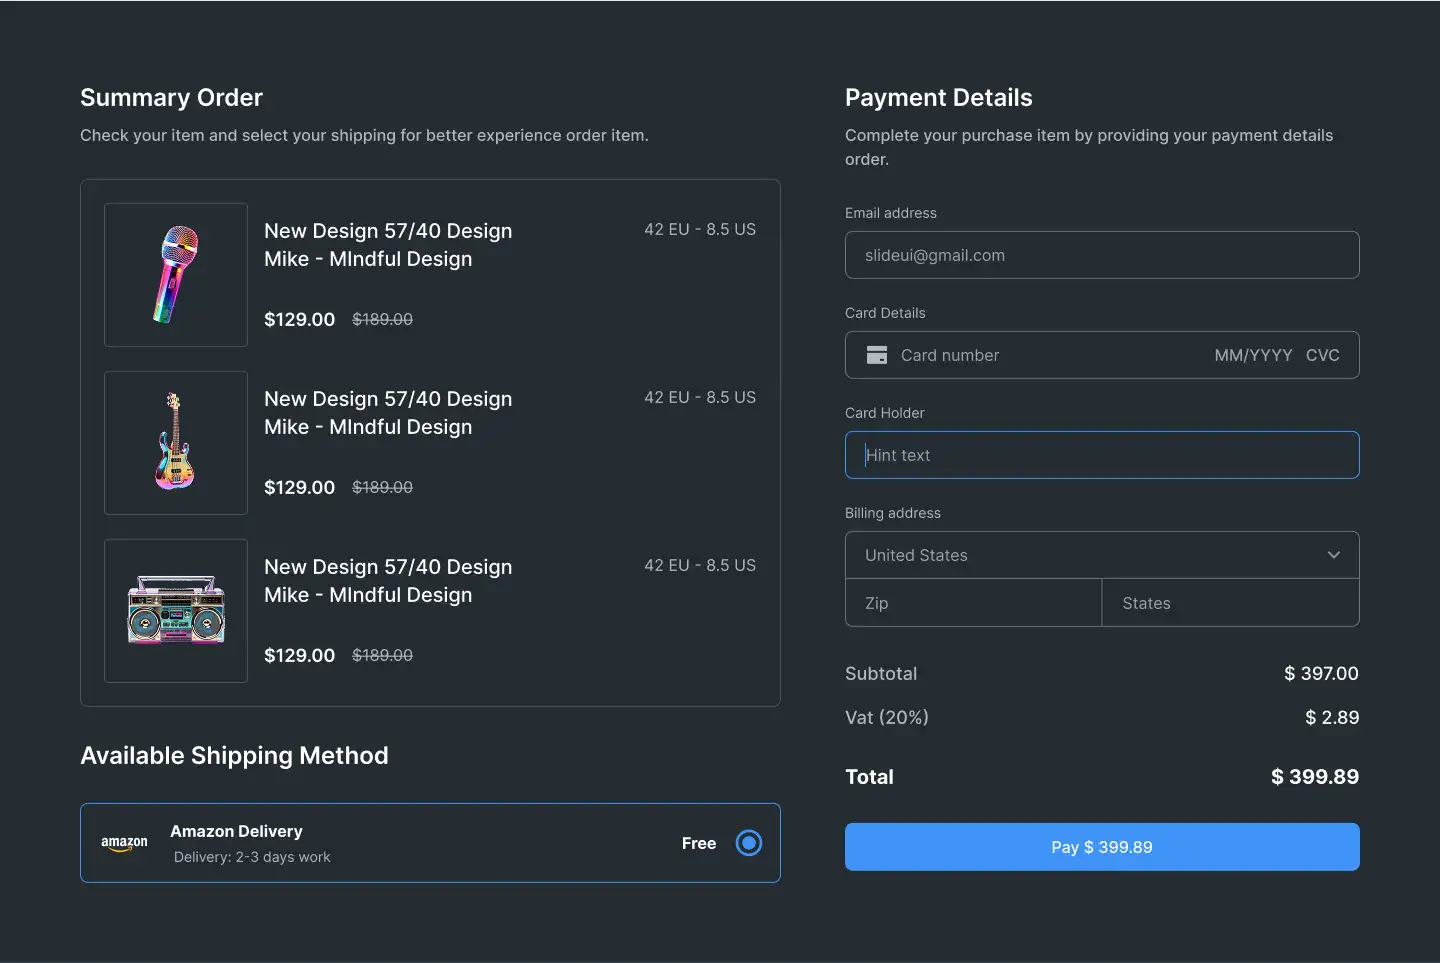 Summary Order
Check your item and select your shipping for better experience order item.
New Design 57/40 Design
Mike - MIndful Design
42 EU - 8.5 US
$129.00 $189.00
New Design 57/40 Design
Mike - MIndful Design
42 EU - 8.5 US
$129.00 $189.00
New Design 57/40 Design
Mike - MIndful Design
42 EU - 8.5 US
$129.00 $189.00
Available Shipping Method
amazon
Amazon Delivery
Delivery: 2-3 days work
Free
Payment Details
Complete your purchase item by providing your payment details
order.
Email address
slideui@gmail.com
Card Details
Card number MM/YYYY CVC
Card Holder
Hint text
Billing address
United States
Zip States
Subtotal $ 397.00
Vat (20%) $ 2.89
Total $ 399.89
Pay $ 399.89